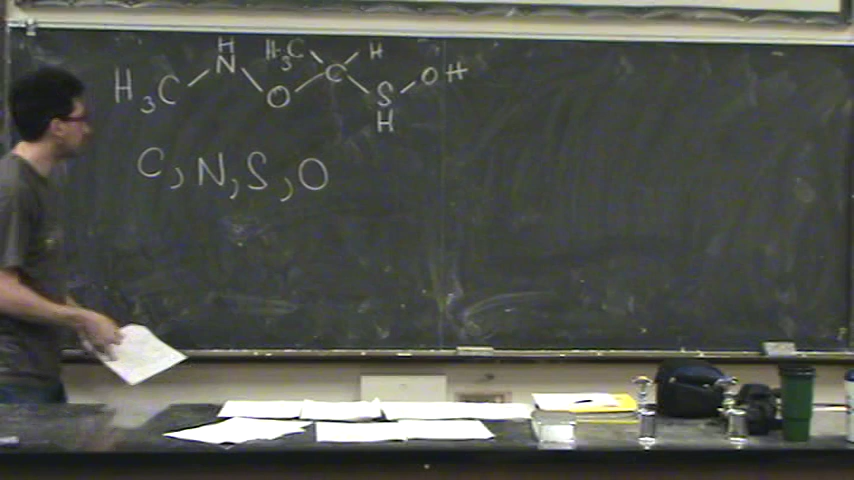 H H₃C H
H₃C N C OH
O S
H
C, N, S, O